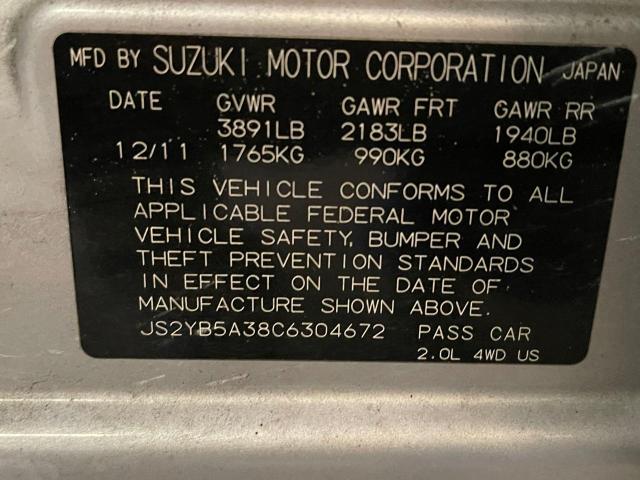 MFD BY SUZUKI MOTOR CORPORATION JAPAN
DATE GVWR GAWR FRT GAWR RR
3891LB 2183LB 1940LB
12/11 1765KG 990KG 880KG
THIS VEHICLE CONFORMS TO ALL
APPLICABLE FEDERAL MOTOR
VEHICLE SAFETY, BUMPER AND
THEFT PREVENTION STANDARDS
IN EFFECT ON THE DATE OF
MANUFACTURE SHOWN ABOVE.
JS2YB5A38C6304672 PASS CAR
2.0L 4WD US